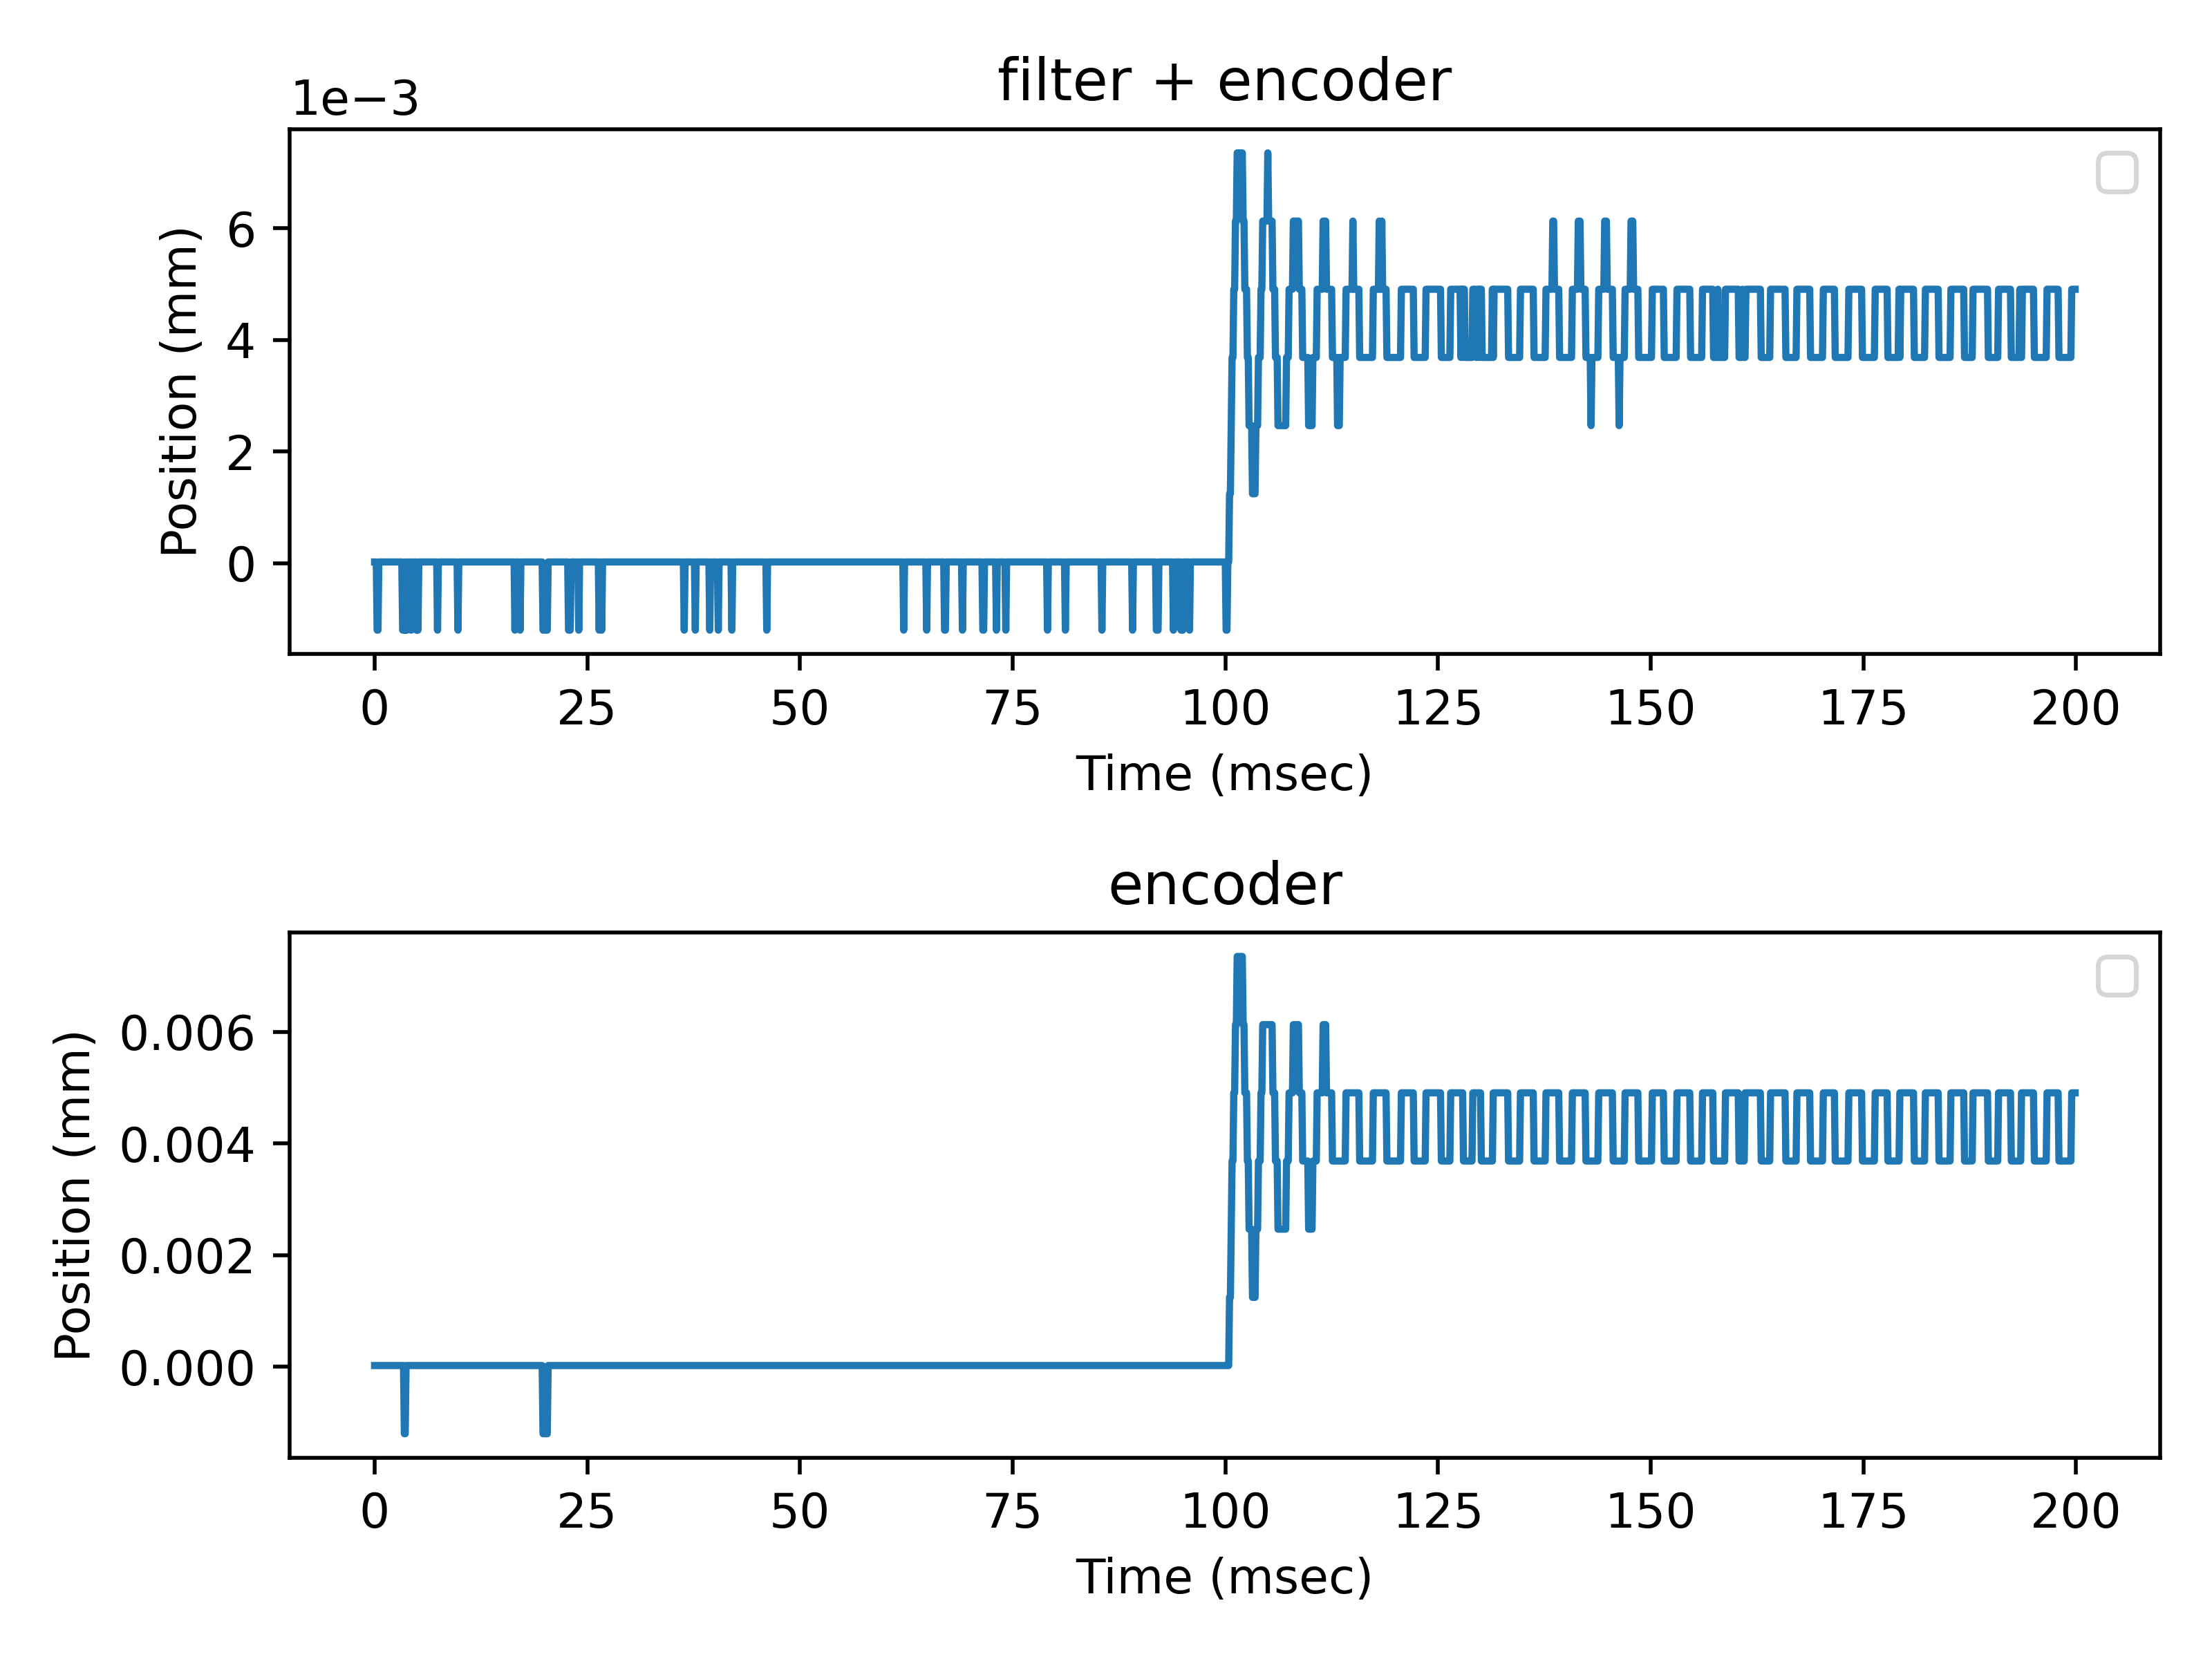 filter + encoder
1e−3
Position (mm)
6
4
2
0
0 25 50 75 100 125 150 175 200
Time (msec)
encoder
Position (mm)
0.006
0.004
0.002
0.000
0 25 50 75 100 125 150 175 200
Time (msec)